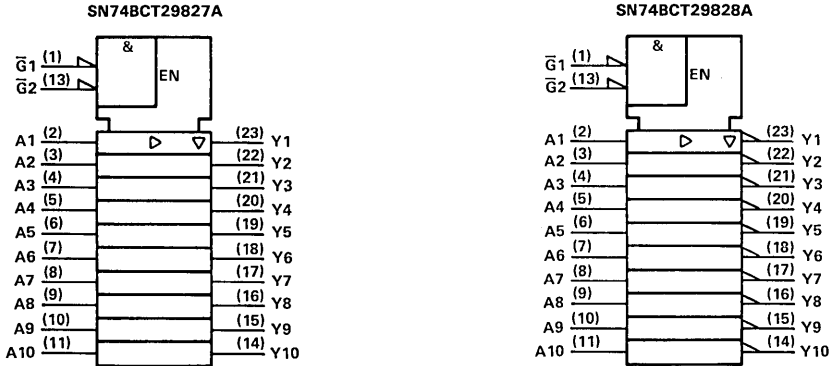 SN74BCT29827A
&
G̅1 (1)
G̅2 (13)
EN
A1 (2) (23) Y1
A2 (3) (22) Y2
A3 (4) (21) Y3
A4 (5) (20) Y4
A5 (6) (19) Y5
A6 (7) (18) Y6
A7 (8) (17) Y7
A8 (9) (16) Y8
A9 (10) (15) Y9
A10 (11) (14) Y10
SN74BCT29828A
&
G̅1 (1)
G̅2 (13)
EN
A1 (2) (23) Y1
A2 (3) (22) Y2
A3 (4) (21) Y3
A4 (5) (20) Y4
A5 (6) (19) Y5
A6 (7) (18) Y6
A7 (8) (17) Y7
A8 (9) (16) Y8
A9 (10) (15) Y9
A10 (11) (14) Y10